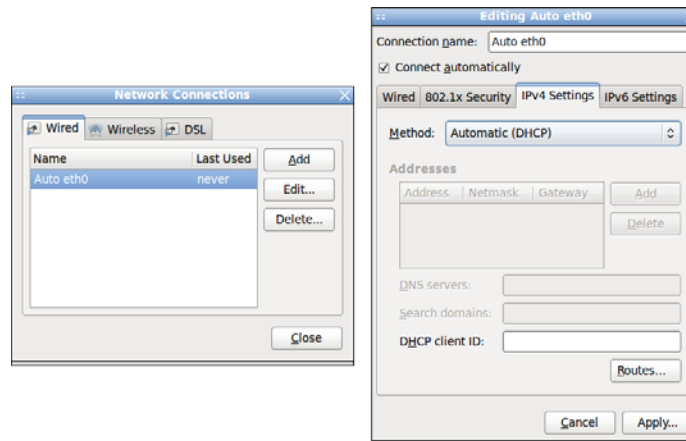 Network Connections
Wired Wireless DSL
Name Last Used
Auto eth0 never
Add
Edit...
Delete...
Close
Editing Auto eth0
Connection name: Auto eth0
Connect automatically
Wired 802.1x Security IPv4 Settings IPv6 Settings
Method: Automatic (DHCP)
Addresses
Address Netmask Gateway Add
Delete
DNS servers:
Search domains:
DHCP client ID:
Routes...
Cancel Apply...